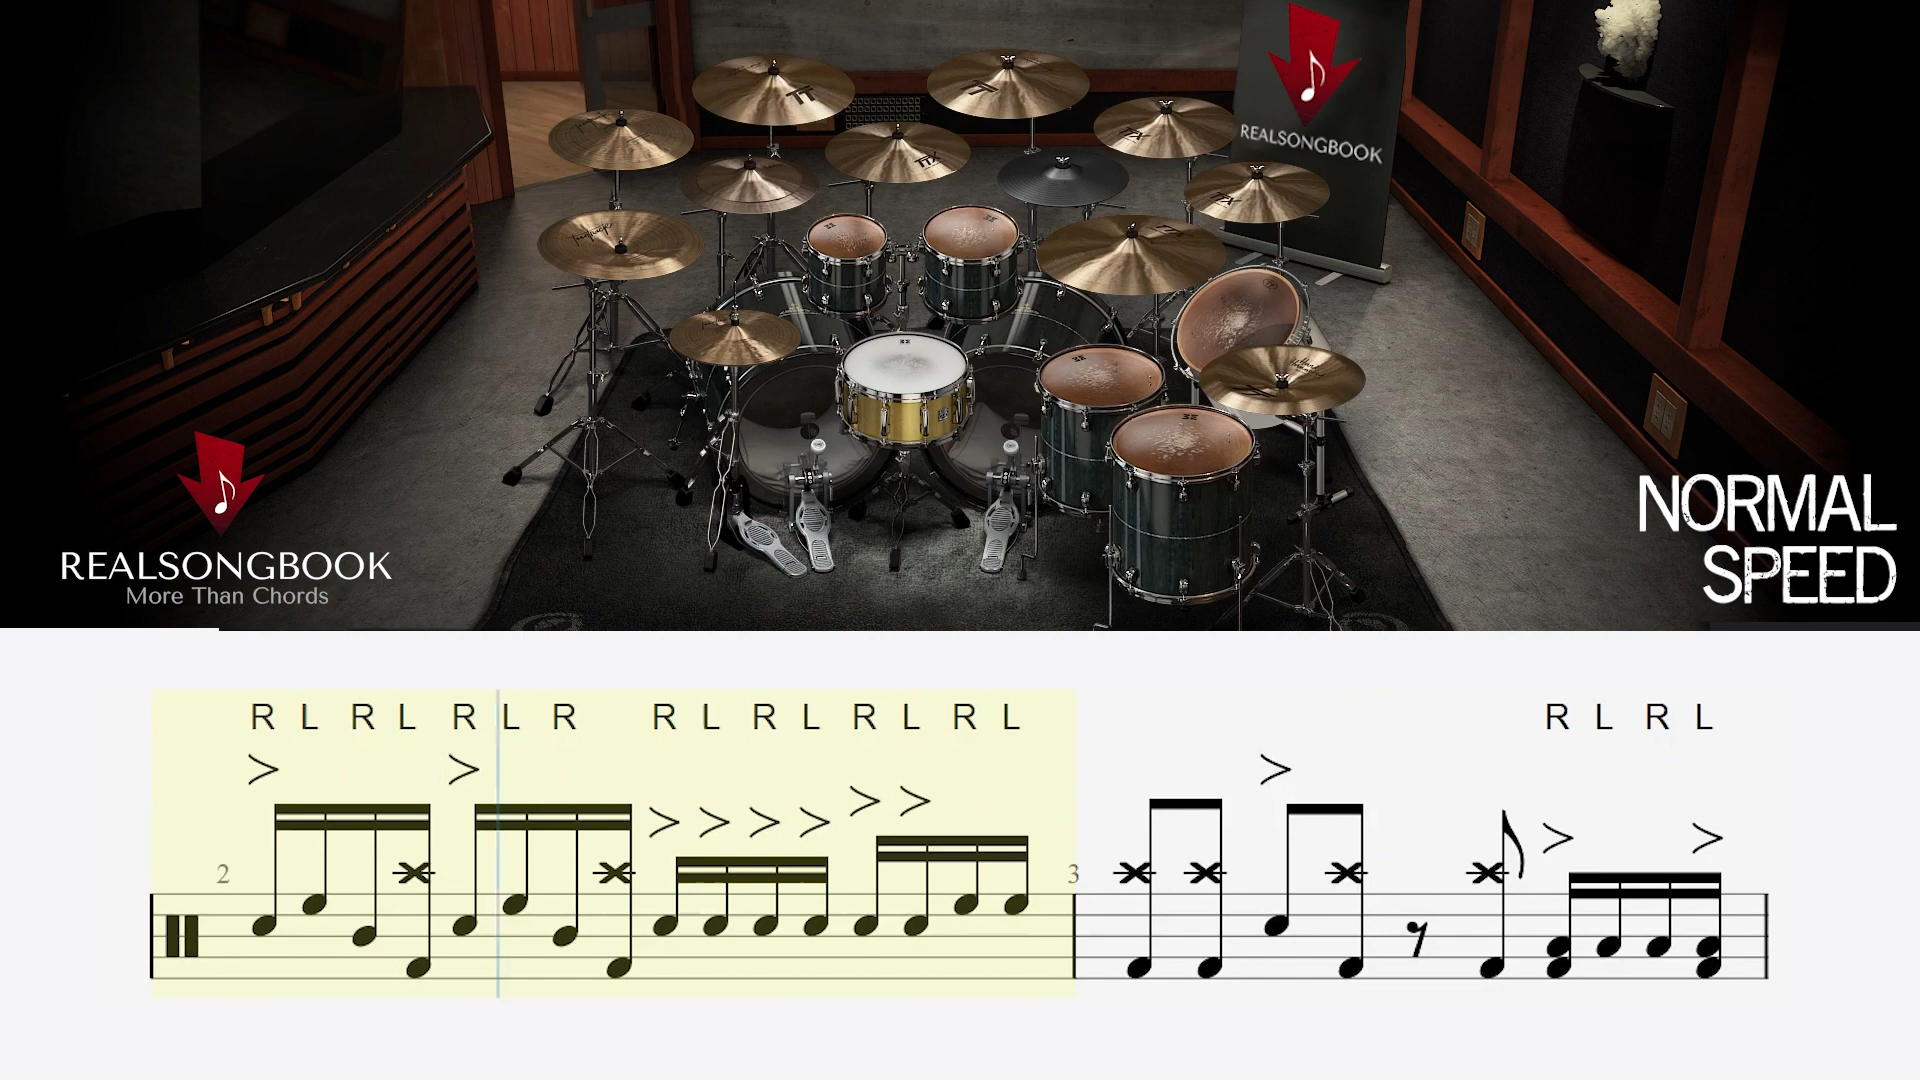 REALSONGBOOK
REALSONGBOOK
More Than Chords
NORMAL
SPEED
R L R L R L R R L R L R L R L R L R L
2
3